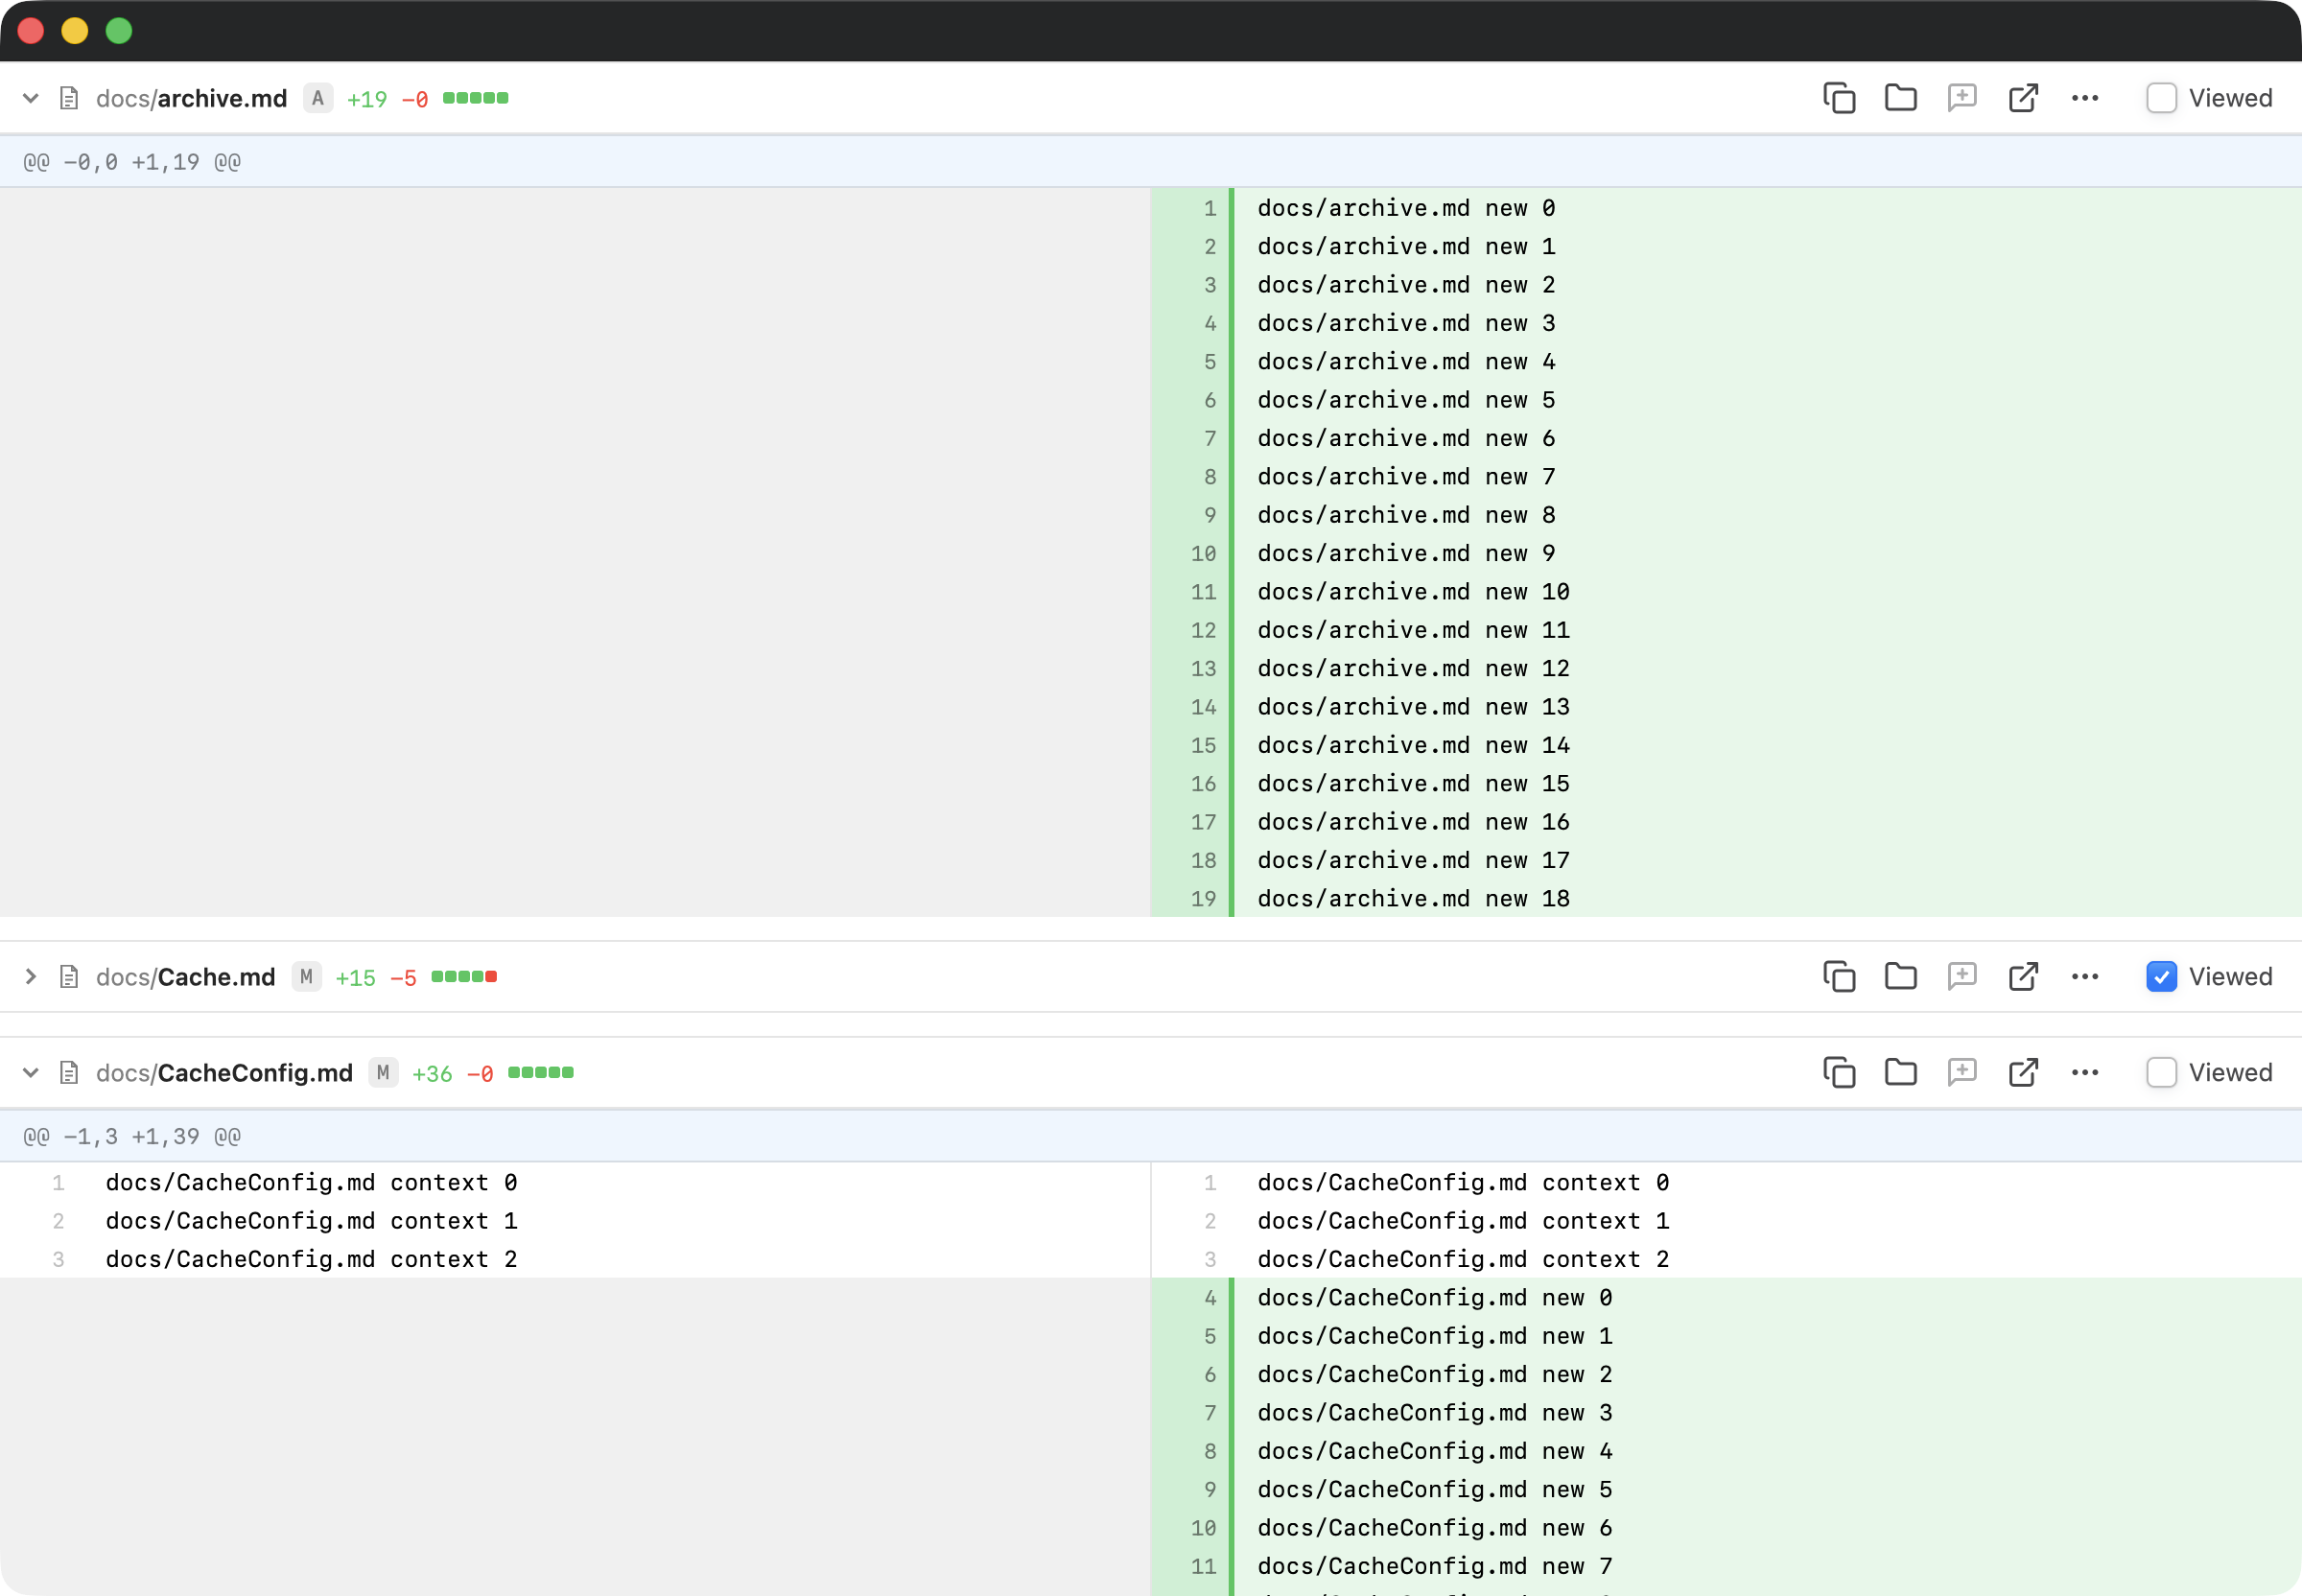 docs/archive.md A +19 −0 Viewed
@@ −0,0 +1,19 @@
1 docs/archive.md new 0
2 docs/archive.md new 1
3 docs/archive.md new 2
4 docs/archive.md new 3
5 docs/archive.md new 4
6 docs/archive.md new 5
7 docs/archive.md new 6
8 docs/archive.md new 7
9 docs/archive.md new 8
10 docs/archive.md new 9
11 docs/archive.md new 10
12 docs/archive.md new 11
13 docs/archive.md new 12
14 docs/archive.md new 13
15 docs/archive.md new 14
16 docs/archive.md new 15
17 docs/archive.md new 16
18 docs/archive.md new 17
19 docs/archive.md new 18
docs/Cache.md M +15 −5 Viewed
docs/CacheConfig.md M +36 −0 Viewed
@@ −1,3 +1,39 @@
1 docs/CacheConfig.md context 0 1 docs/CacheConfig.md context 0
2 docs/CacheConfig.md context 1 2 docs/CacheConfig.md context 1
3 docs/CacheConfig.md context 2 3 docs/CacheConfig.md context 2
4 docs/CacheConfig.md new 0
5 docs/CacheConfig.md new 1
6 docs/CacheConfig.md new 2
7 docs/CacheConfig.md new 3
8 docs/CacheConfig.md new 4
9 docs/CacheConfig.md new 5
10 docs/CacheConfig.md new 6
11 docs/CacheConfig.md new 7